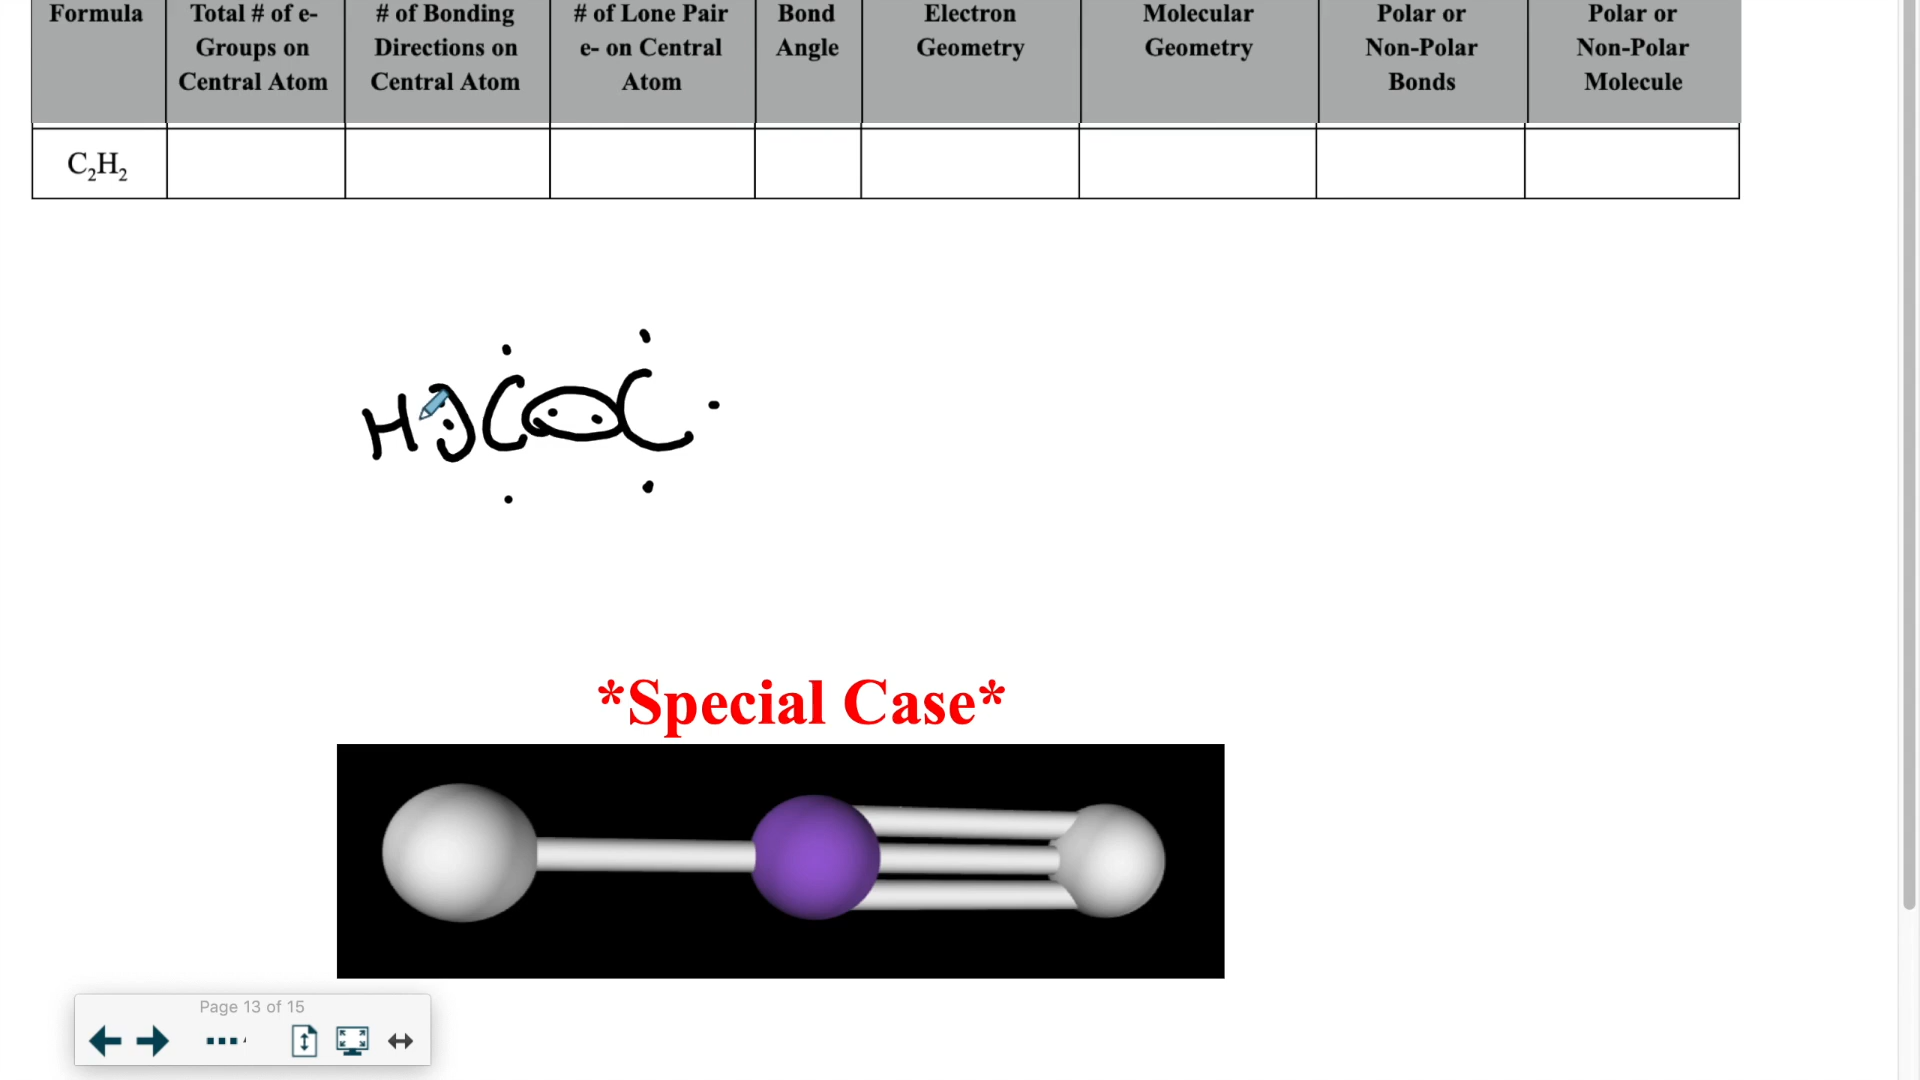 Formula Total # of e- # of Bonding # of Lone Pair Bond Electron Molecular Polar or Polar or
Groups on Directions on e- on Central Angle Geometry Geometry Non-Polar Non-Polar
Central Atom Central Atom Atom Bonds Molecule
C₂H₂
H C C
*Special Case*
Page 13 of 15